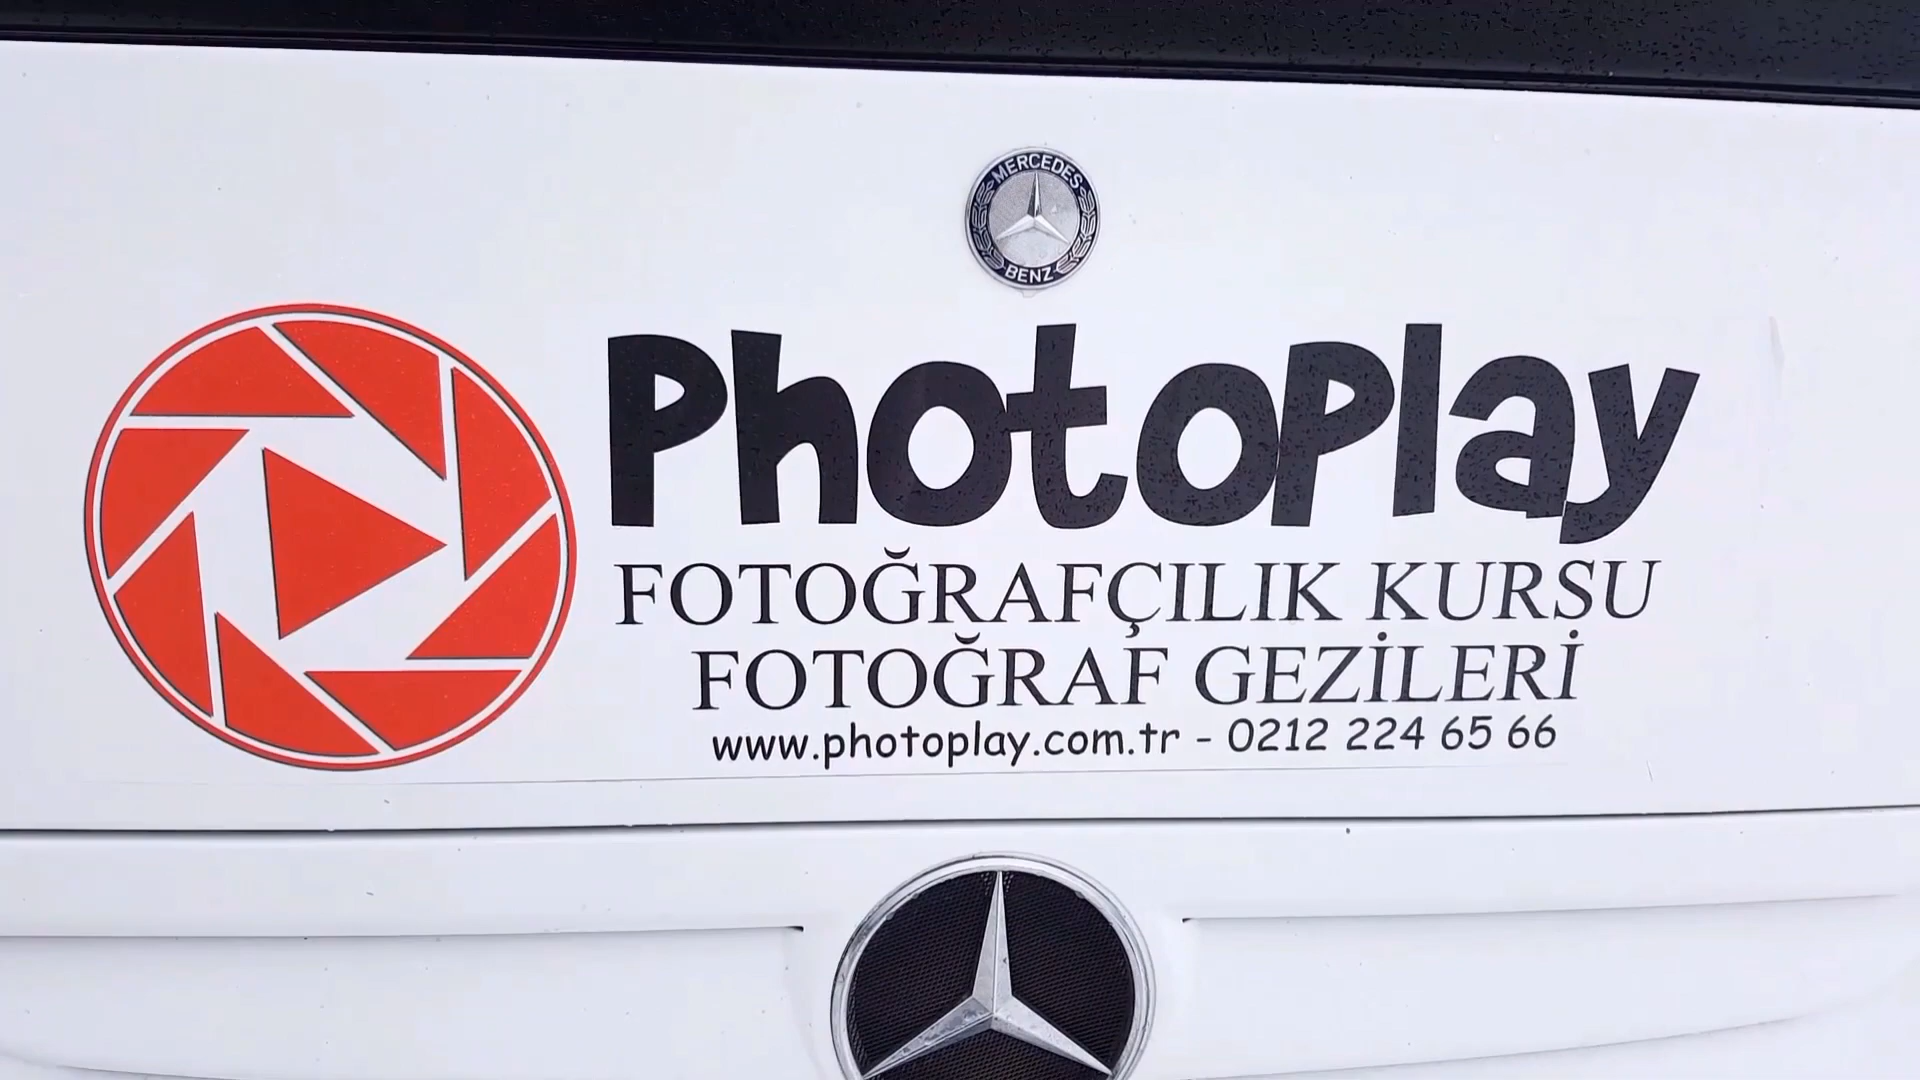 MERCEDES
BENZ
PhotoPlay
FOTOĞRAFÇILIK KURSU
FOTOĞRAF GEZİLERİ
www.photoplay.com.tr - 0212 224 65 66